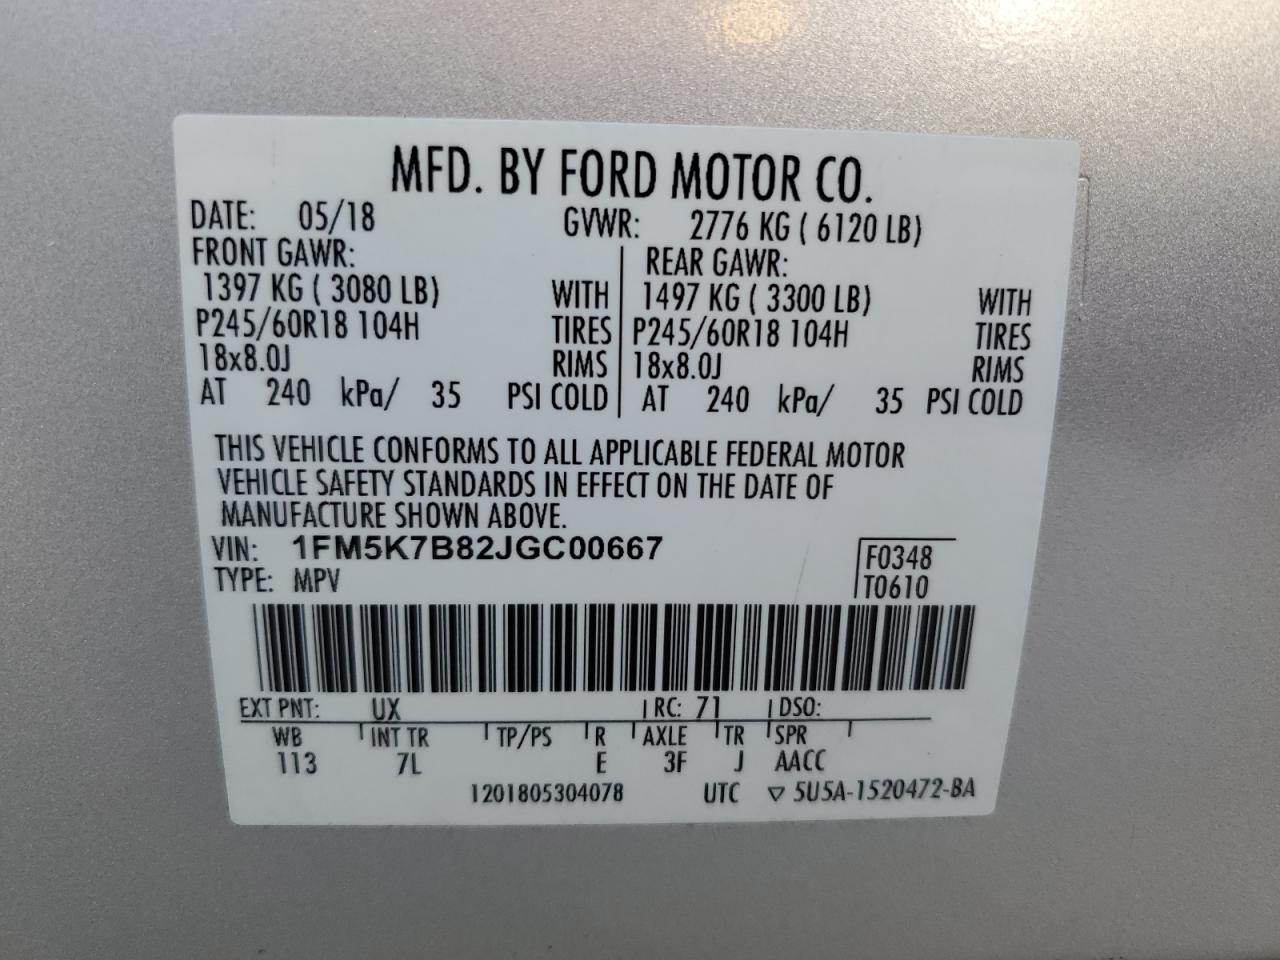 MFD. BY FORD MOTOR CO.
DATE: 05/18 GVWR: 2776 KG ( 6120 LB)
FRONT GAWR: REAR GAWR:
1397 KG ( 3080 LB) WITH 1497 KG ( 3300 LB) WITH
P245/60R18 104H TIRES P245/60R18 104H TIRES
18x8.0J RIMS 18x8.0J RIMS
AT 240 kPa/ 35 PSI COLD AT 240 kPa/ 35 PSI COLD
THIS VEHICLE CONFORMS TO ALL APPLICABLE FEDERAL MOTOR
VEHICLE SAFETY STANDARDS IN EFFECT ON THE DATE OF
MANUFACTURE SHOWN ABOVE.
VIN: 1FM5K7B82JGC00667 F0348
TYPE: MPV T0610
EXT PNT: UX RC: 71 DSO:
WB INT TR TP/PS R AXLE TR SPR
113 7L E 3F J AACC
1201805304078 UTC ▽ 5U5A-1520472-BA